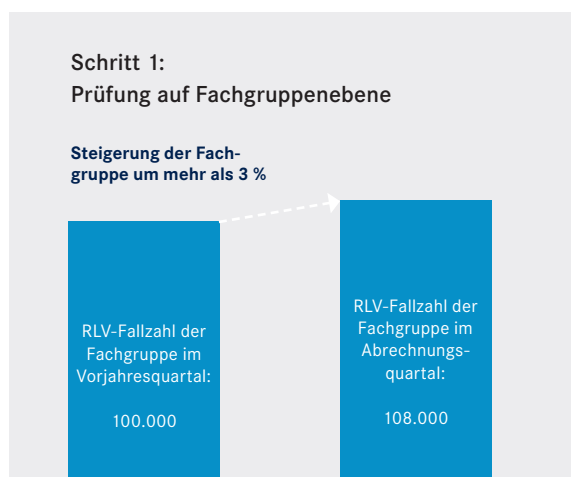 Schritt 1:
Prüfung auf Fachgruppenebene
Steigerung der Fach-
gruppe um mehr als 3 %
RLV-Fallzahl der
Fachgruppe im
Vorjahresquartal:
100.000
RLV-Fallzahl der
Fachgruppe im
Abrechnungs-
quartal:
108.000